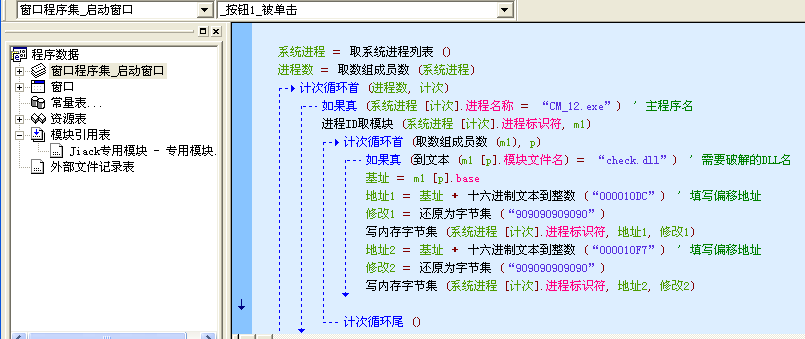 窗口程序集_启动窗口
_按钮1_被单击
程序数据
窗口程序集_启动窗口
窗口
常量表...
资源表
模块引用表
Jiack专用模块 - 专用模块.
外部文件记录表
系统进程 = 取系统进程列表 ()
进程数 = 取数组成员数 (系统进程)
计次循环首 (进程数, 计次)
如果真 (系统进程 [计次].进程名称 = “CM_12.exe”) ’ 主程序名
进程ID取模块 (系统进程 [计次].进程标识符, m1)
计次循环首 (取数组成员数 (m1), p)
如果真 (到文本 (m1 [p].模块文件名) = “check.dll”) ’ 需要破解的DLL名
基址 = m1 [p].base
地址1 = 基址 + 十六进制文本到整数 (“000010DC”) ’ 填写偏移地址
修改1 = 还原为字节集 (“909090909090”)
写内存字节集 (系统进程 [计次].进程标识符, 地址1, 修改1)
地址2 = 基址 + 十六进制文本到整数 (“000010F7”) ’ 填写偏移地址
修改2 = 还原为字节集 (“909090909090”)
写内存字节集 (系统进程 [计次].进程标识符, 地址2, 修改2)
计次循环尾 ()